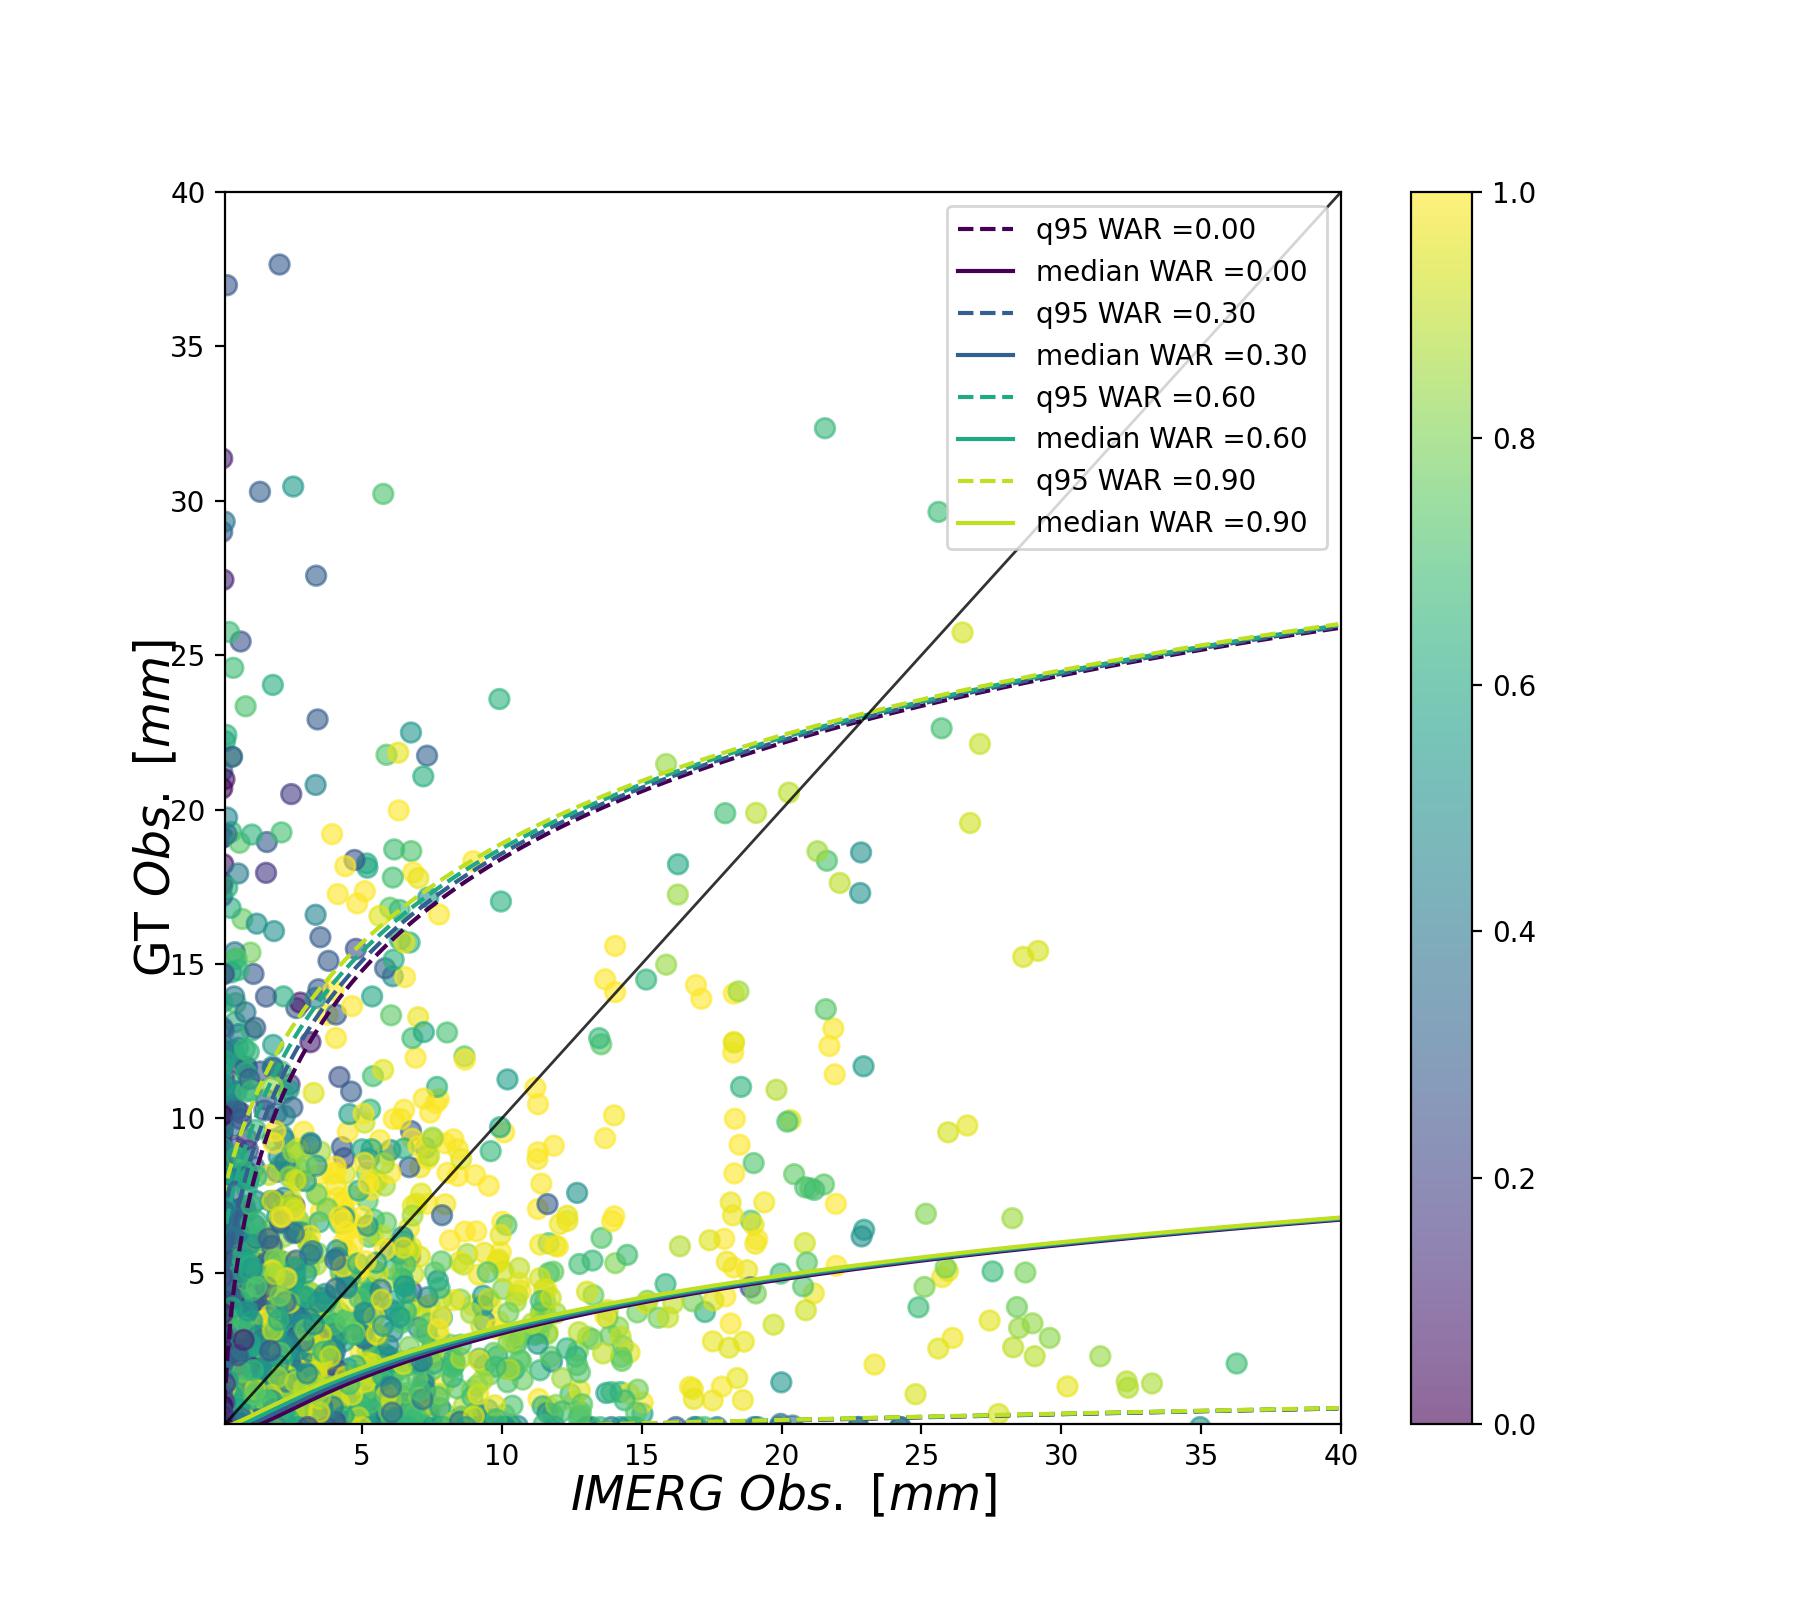 40
35
30
25
20
15
10
5
GT Obs. [mm]
q95 WAR =0.00
median WAR =0.00
q95 WAR =0.30
median WAR =0.30
q95 WAR =0.60
median WAR =0.60
q95 WAR =0.90
median WAR =0.90
5 10 15 20 25 30 35 40
IMERG Obs. [mm]
1.0
0.8
0.6
0.4
0.2
0.0